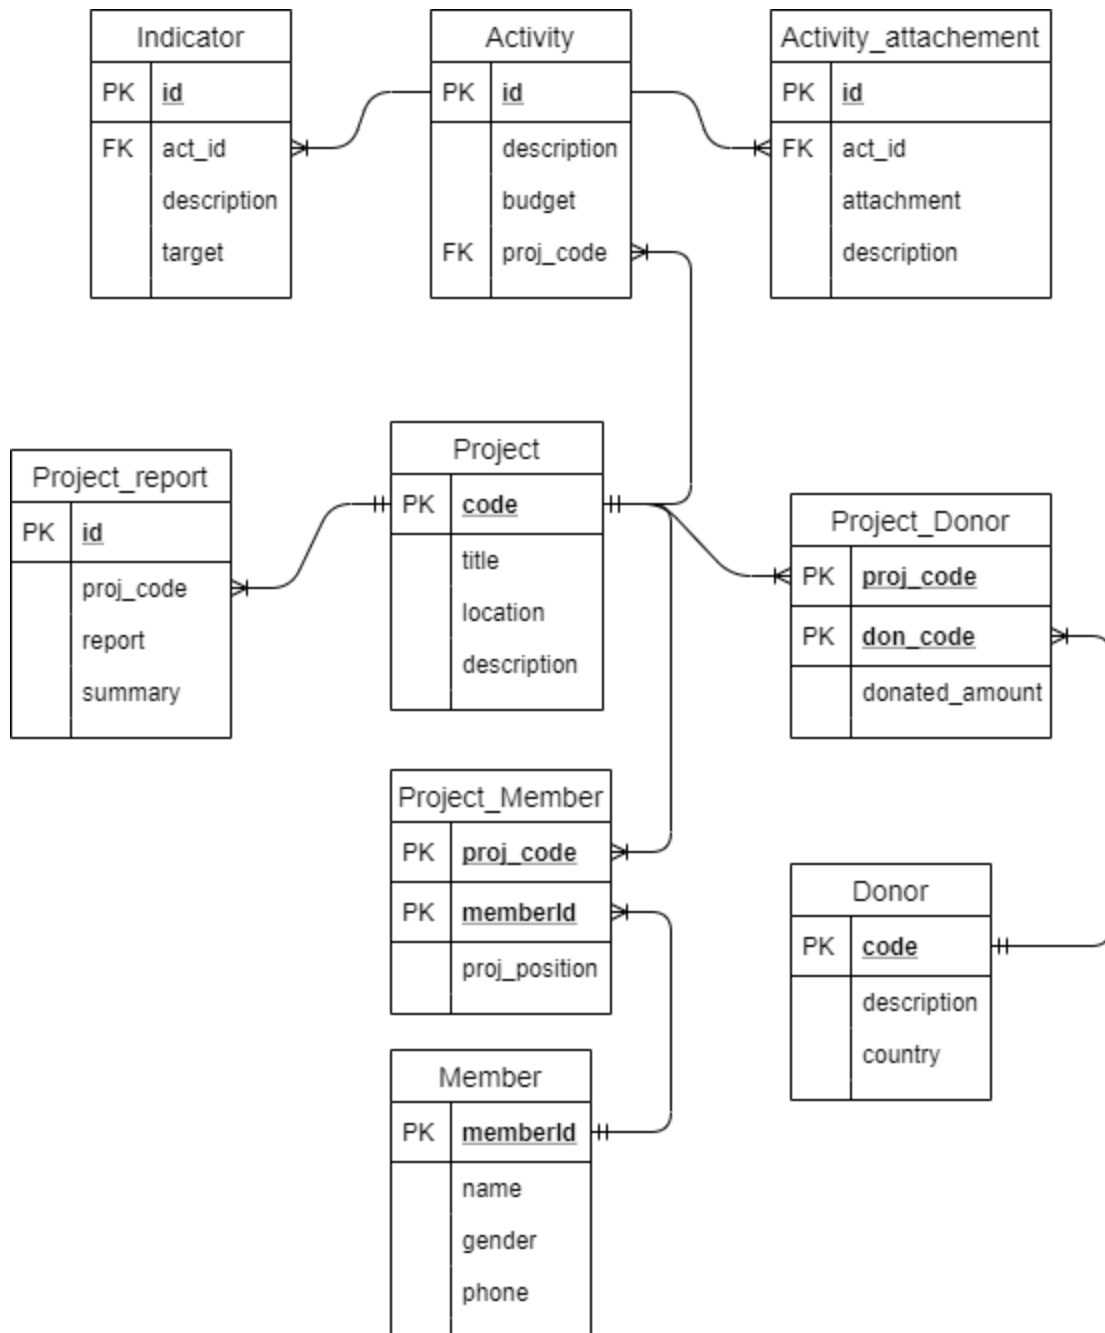 Indicator
PK id
FK act_id
description
target
Activity
PK id
description
budget
FK proj_code
Activity_attachement
PK id
FK act_id
attachment
description
Project_report
PK id
proj_code
report
summary
Project
PK code
title
location
description
Project_Donor
PK proj_code
PK don_code
donated_amount
Project_Member
PK proj_code
PK memberId
proj_position
Donor
PK code
description
country
Member
PK memberId
name
gender
phone